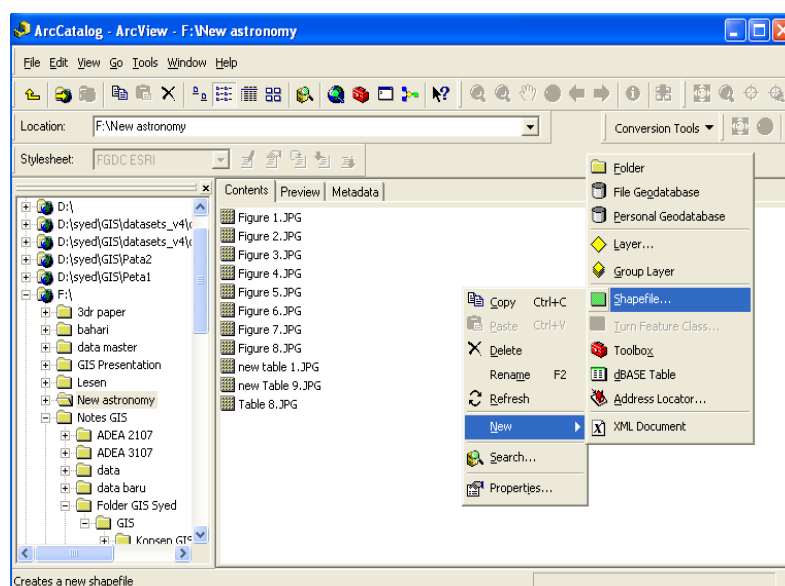 ArcCatalog - ArcView - F:\New astronomy
File Edit View Go Tools Window Help
Location: F:\New astronomy
Conversion Tools
Stylesheet: FGDC ESRI
D:\
D:\syed\GIS\datasets_v4\
D:\syed\GIS\datasets_v4\
D:\syed\GIS\Pata2
D:\syed\GIS\Peta1
F:\
3dr paper
bahari
data master
GIS Presentation
Lesen
New astronomy
Notes GIS
ADEA 2107
ADEA 3107
data
data baru
Folder GIS Syed
GIS
Konsen GIS
Contents Preview Metadata
Figure 1.JPG
Figure 2.JPG
Figure 3.JPG
Figure 4.JPG
Figure 5.JPG
Figure 6.JPG
Figure 7.JPG
Figure 8.JPG
new table 1.JPG
new Table 9.JPG
Table 8.JPG
Copy Ctrl+C
Paste Ctrl+V
Delete
Rename F2
Refresh
New
Search...
Properties...
Folder
File Geodatabase
Personal Geodatabase
Layer...
Group Layer
Shapefile...
Turn Feature Class...
Toolbox
dBASE Table
Address Locator...
XML Document
Creates a new shapefile